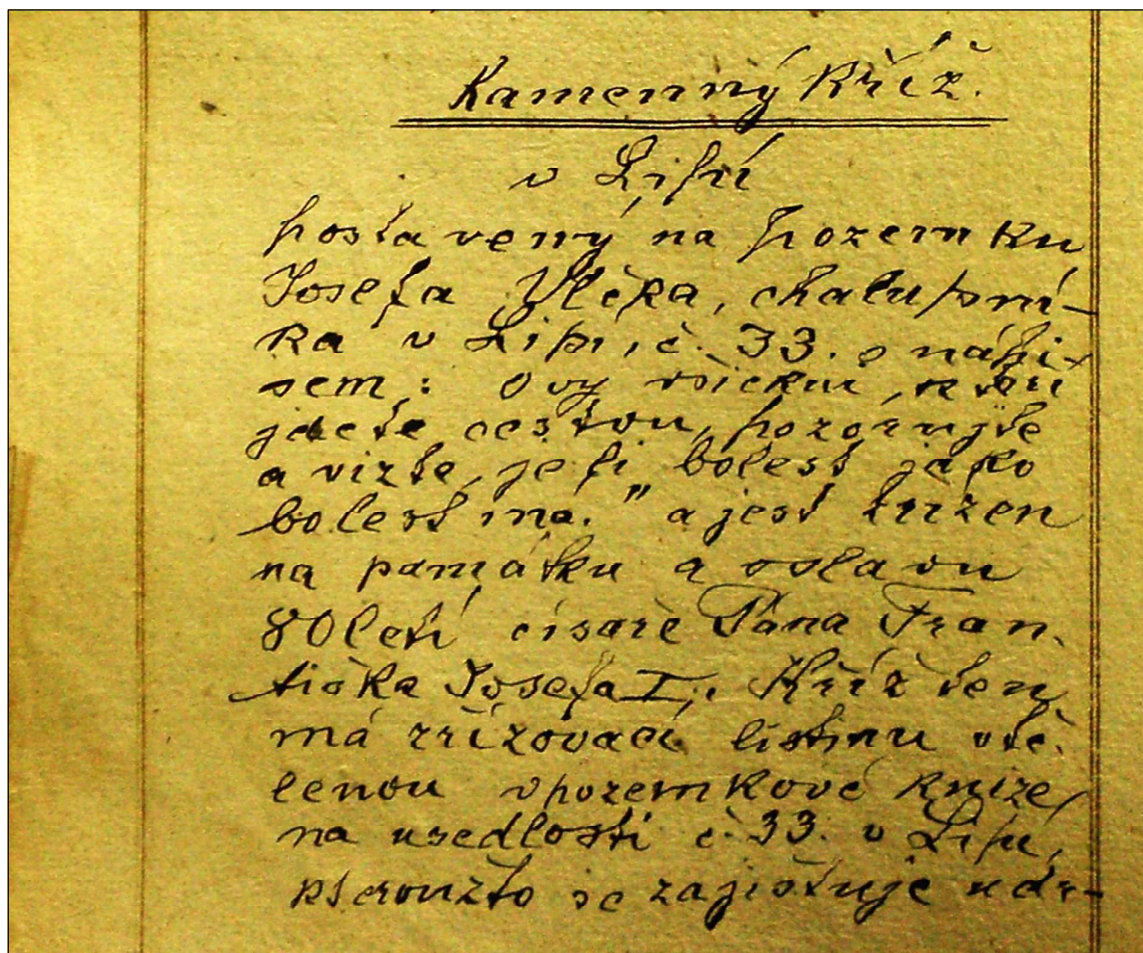 Kamenný Kříž.
v Lipí
postavený na pozemku
Josefa Vlčka, chalupní-
ka v Lipí, č. 33. s nápi-
sem: O vy všickni, kteří
jdete cestou, pozorujte
a vizte, je li bolest jako
bolest má." a jest zřízen
na památku a oslavu
80letí císaře Pána Fran-
tiška Josefa I., Kříž ten
má zřizovací listinu vtě-
lenou v pozemkové knize
na usedlosti č. 33. v Lipí,
kteroužto se zajišťuje udr-